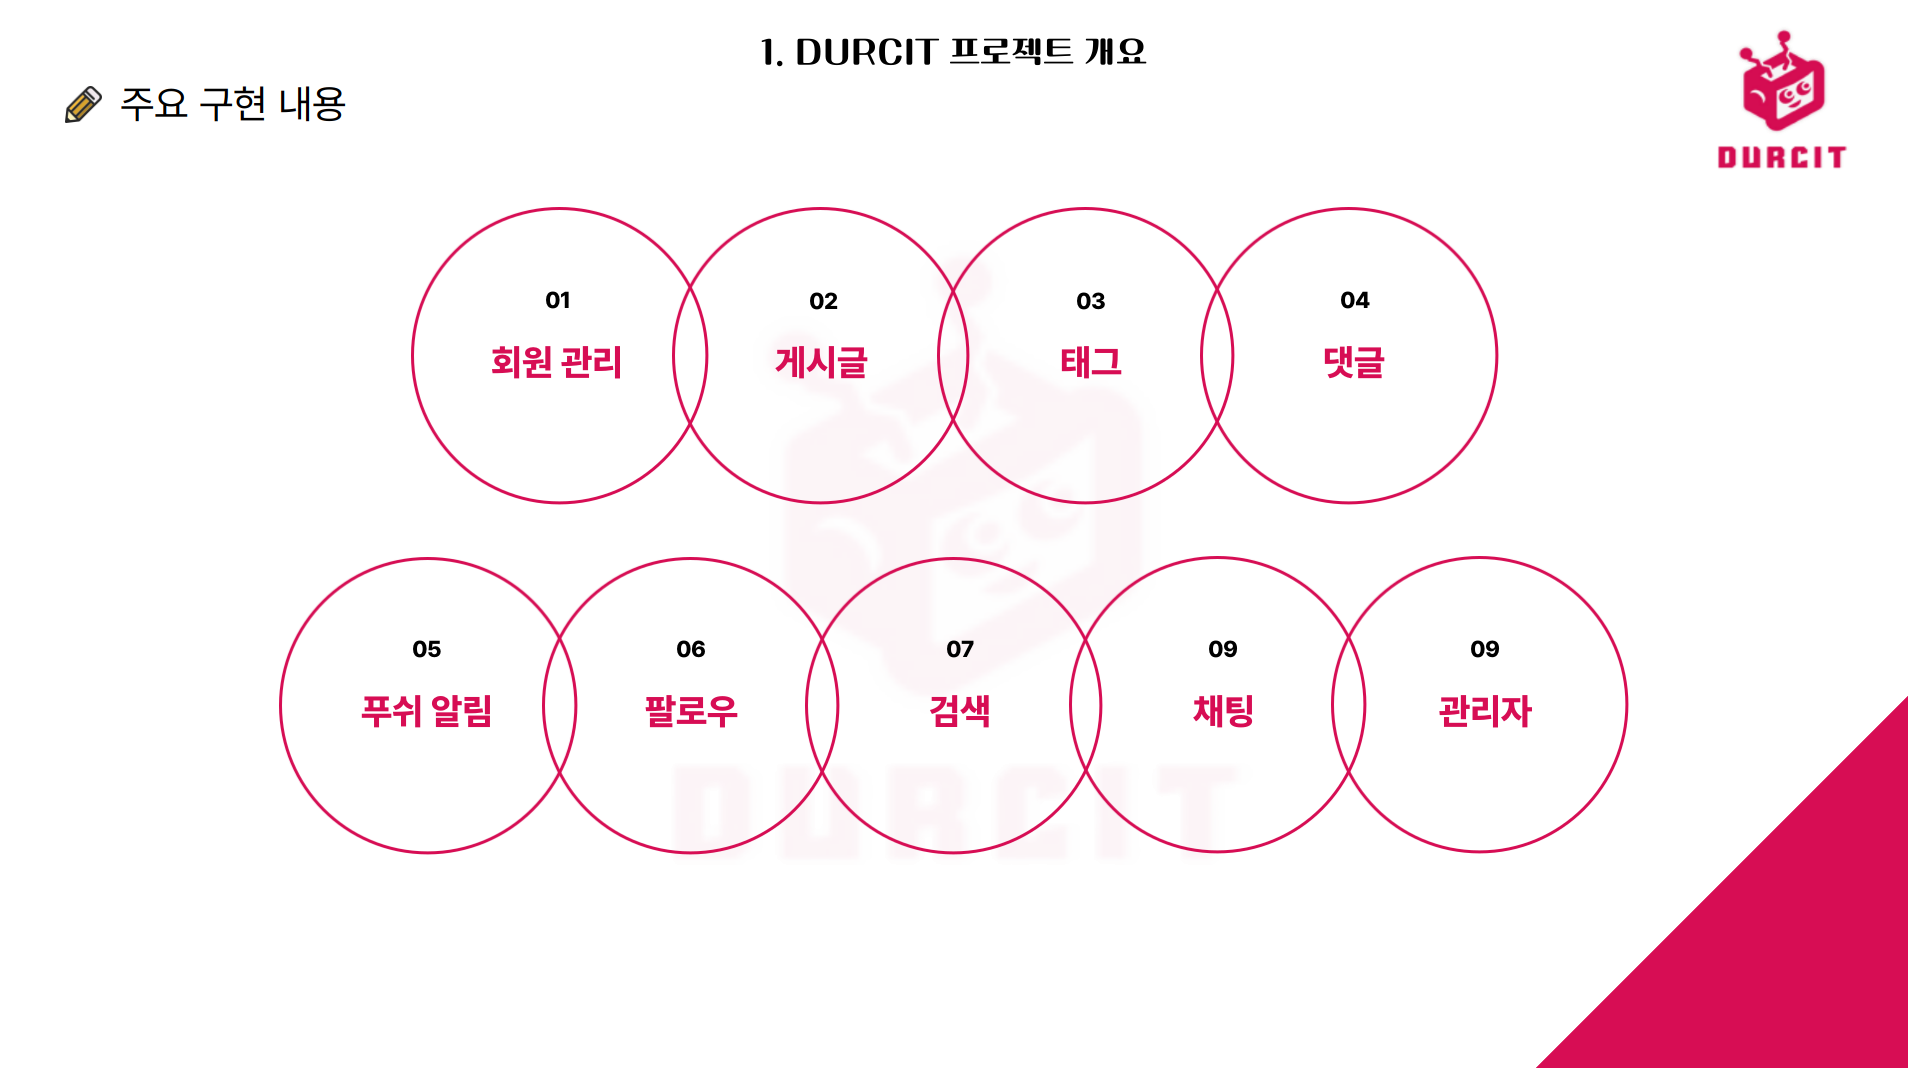 1. DURCIT 프로젝트 개요
주요 구현 내용
DURCIT
01
회원 관리
02
게시글
03
태그
04
댓글
05
푸쉬 알림
06
팔로우
07
검색
09
채팅
09
관리자
DURCIT